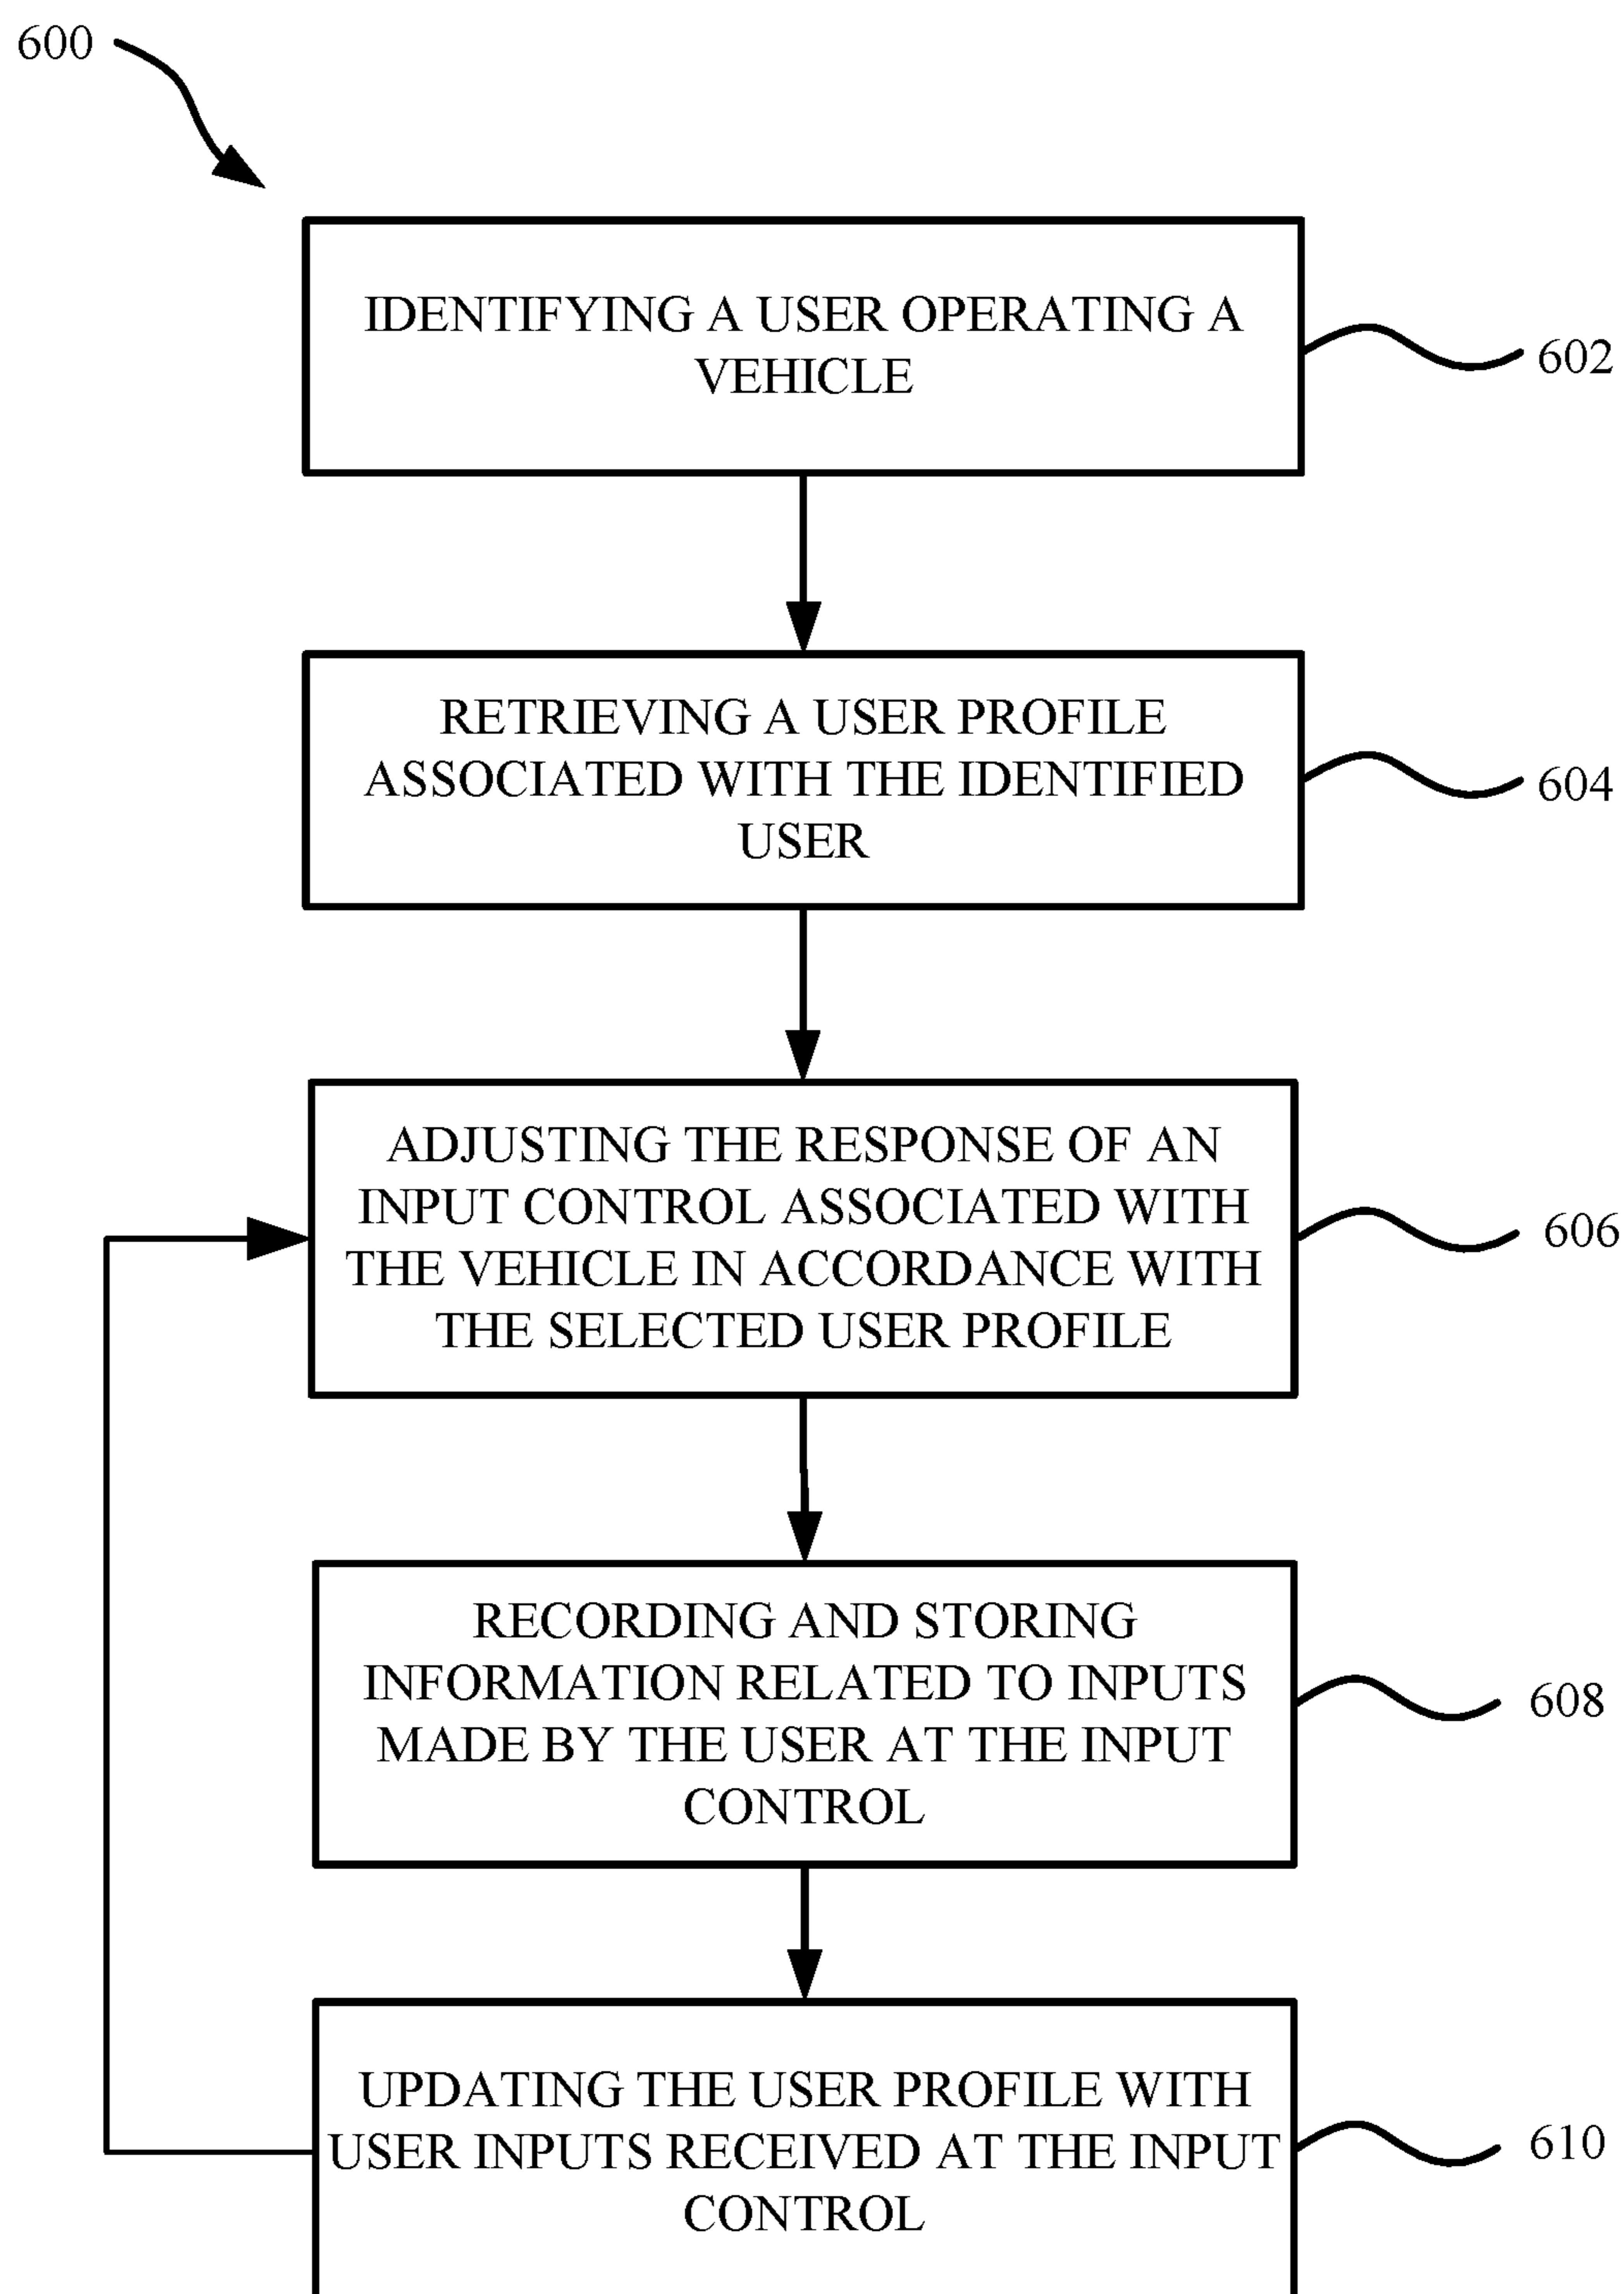 600
IDENTIFYING A USER OPERATING A
VEHICLE
602
RETRIEVING A USER PROFILE
ASSOCIATED WITH THE IDENTIFIED
USER
604
ADJUSTING THE RESPONSE OF AN
INPUT CONTROL ASSOCIATED WITH
THE VEHICLE IN ACCORDANCE WITH
THE SELECTED USER PROFILE
606
RECORDING AND STORING
INFORMATION RELATED TO INPUTS
MADE BY THE USER AT THE INPUT
CONTROL
608
UPDATING THE USER PROFILE WITH
USER INPUTS RECEIVED AT THE INPUT
CONTROL
610